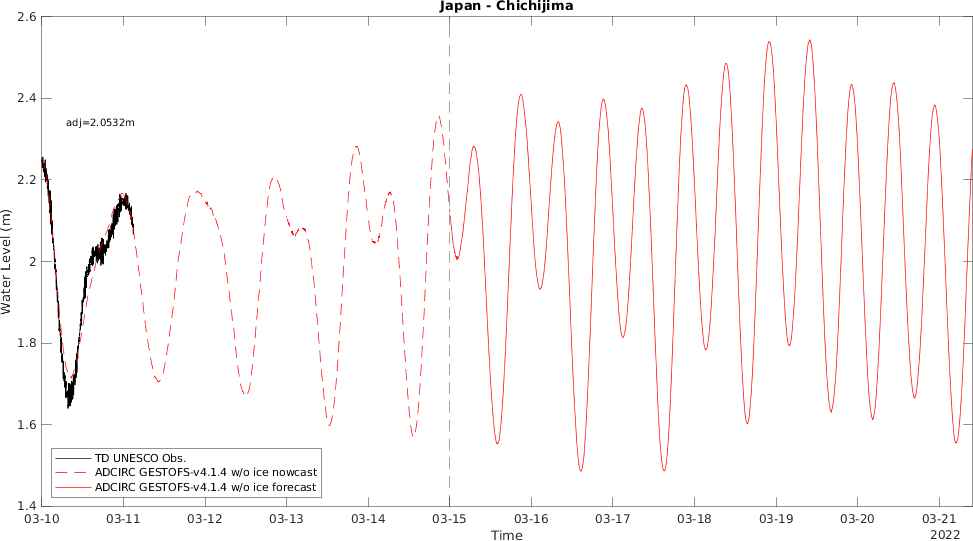 Japan - Chichijima
2.6
2.4
2.2
2
1.8
1.6
1.4
Water Level (m)
adj=2.0532m
TD UNESCO Obs.
ADCIRC GESTOFS-v4.1.4 w/o ice nowcast
ADCIRC GESTOFS-v4.1.4 w/o ice forecast
03-10 03-11 03-12 03-13 03-14 03-15 03-16 03-17 03-18 03-19 03-20 03-21
Time
2022